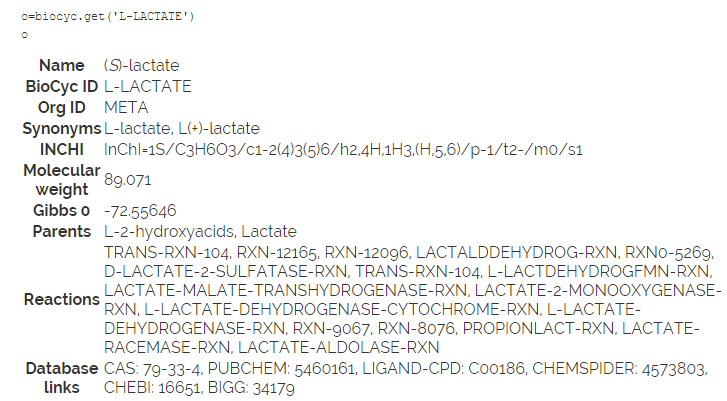 o=biocyc.get('L-LACTATE')
o
Name (S)-lactate
BioCyc ID L-LACTATE
Org ID META
Synonyms L-lactate, L(+)-lactate
INCHI InChI=1S/C3H6O3/c1-2(4)3(5)6/h2,4H,1H3,(H,5,6)/p-1/t2-/m0/s1
Molecular weight 89.071
Gibbs 0 -72.55646
Parents L-2-hydroxyacids, Lactate
Reactions TRANS-RXN-104, RXN-12165, RXN-12096, LACTALDDEHYDROG-RXN, RXN0-5269,
D-LACTATE-2-SULFATASE-RXN, TRANS-RXN-104, L-LACTDEHYDROGFMN-RXN,
LACTATE-MALATE-TRANSHYDROGENASE-RXN, LACTATE-2-MONOOXYGENASE-
RXN, L-LACTATE-DEHYDROGENASE-CYTOCHROME-RXN, L-LACTATE-
DEHYDROGENASE-RXN, RXN-9067, RXN-8076, PROPIONLACT-RXN, LACTATE-
RACEMASE-RXN, LACTATE-ALDOLASE-RXN
Database links CAS: 79-33-4, PUBCHEM: 5460161, LIGAND-CPD: C00186, CHEMSPIDER: 4573803,
CHEBI: 16651, BIGG: 34179